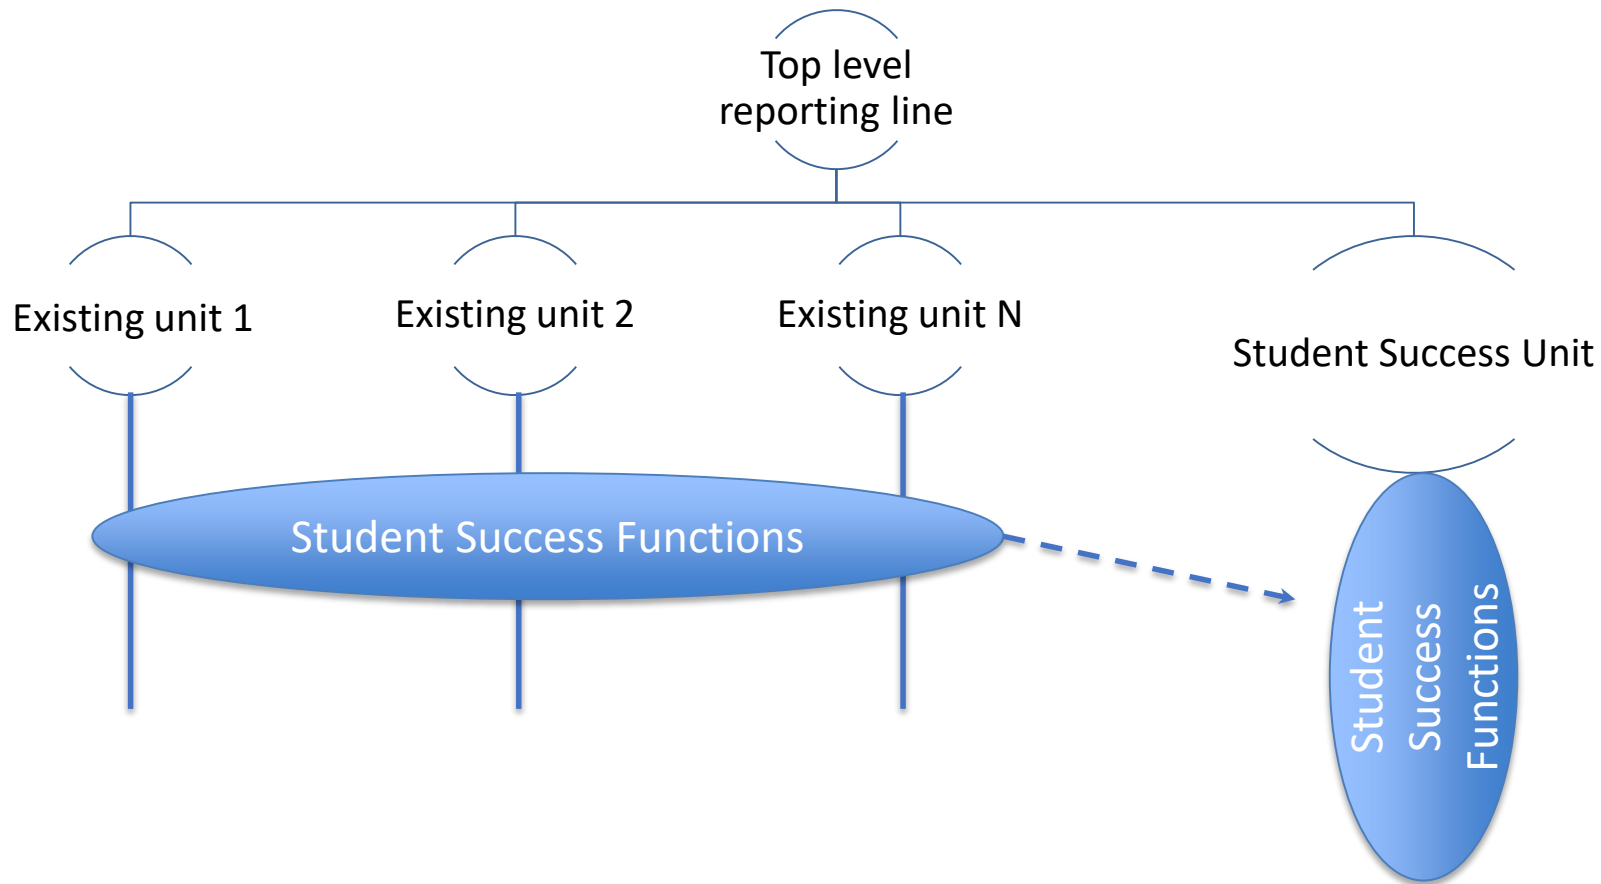 Top level
reporting line
Existing unit 1
Existing unit 2
Existing unit N
Student Success Unit
Student Success Functions
Student
Success
Functions